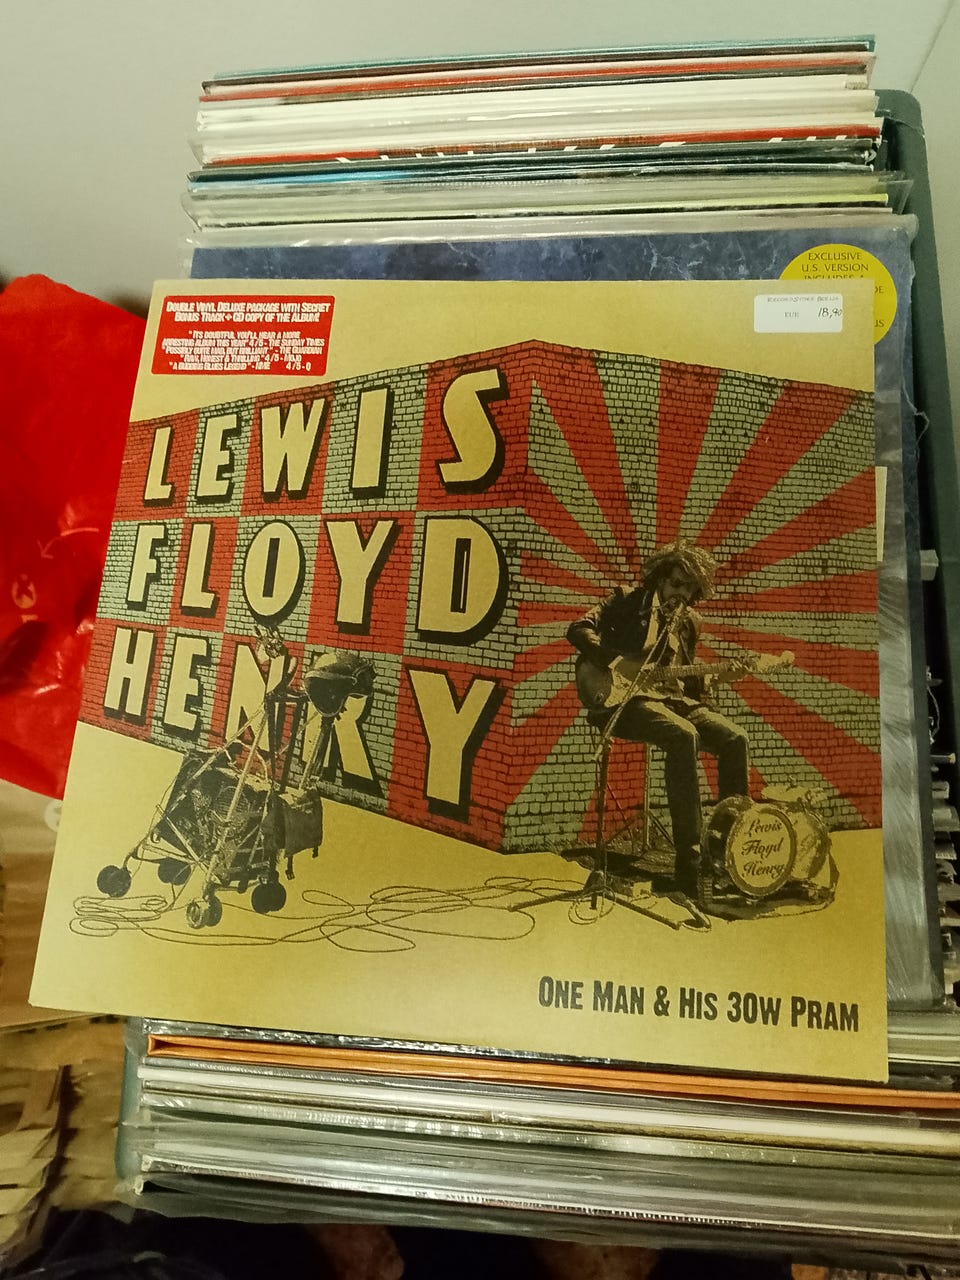 EXCLUSIVE
U.S. VERSION
INCLUDES A
EUR 18,90
DOUBLE VINYL DELUXE PACKAGE WITH SECRET
BONUS TRACK + CD COPY OF THE ALBUM!
"IT'S DOUBTFUL YOU'LL HEAR A MORE
ARRESTING ALBUM THIS YEAR" 4/5 - THE SUNDAY TIMES
"POSSIBLY QUITE MAD, BUT BRILLIANT" - THE GUARDIAN
"RAW, HONEST & THRILLING" 4/5 - MOJO
"A BUDDING BLUES LEGEND" - NME 4/5 - Q
LEWIS
FLOYD
HENRY
Lewis
Floyd
Henry
ONE MAN & HIS 30W PRAM